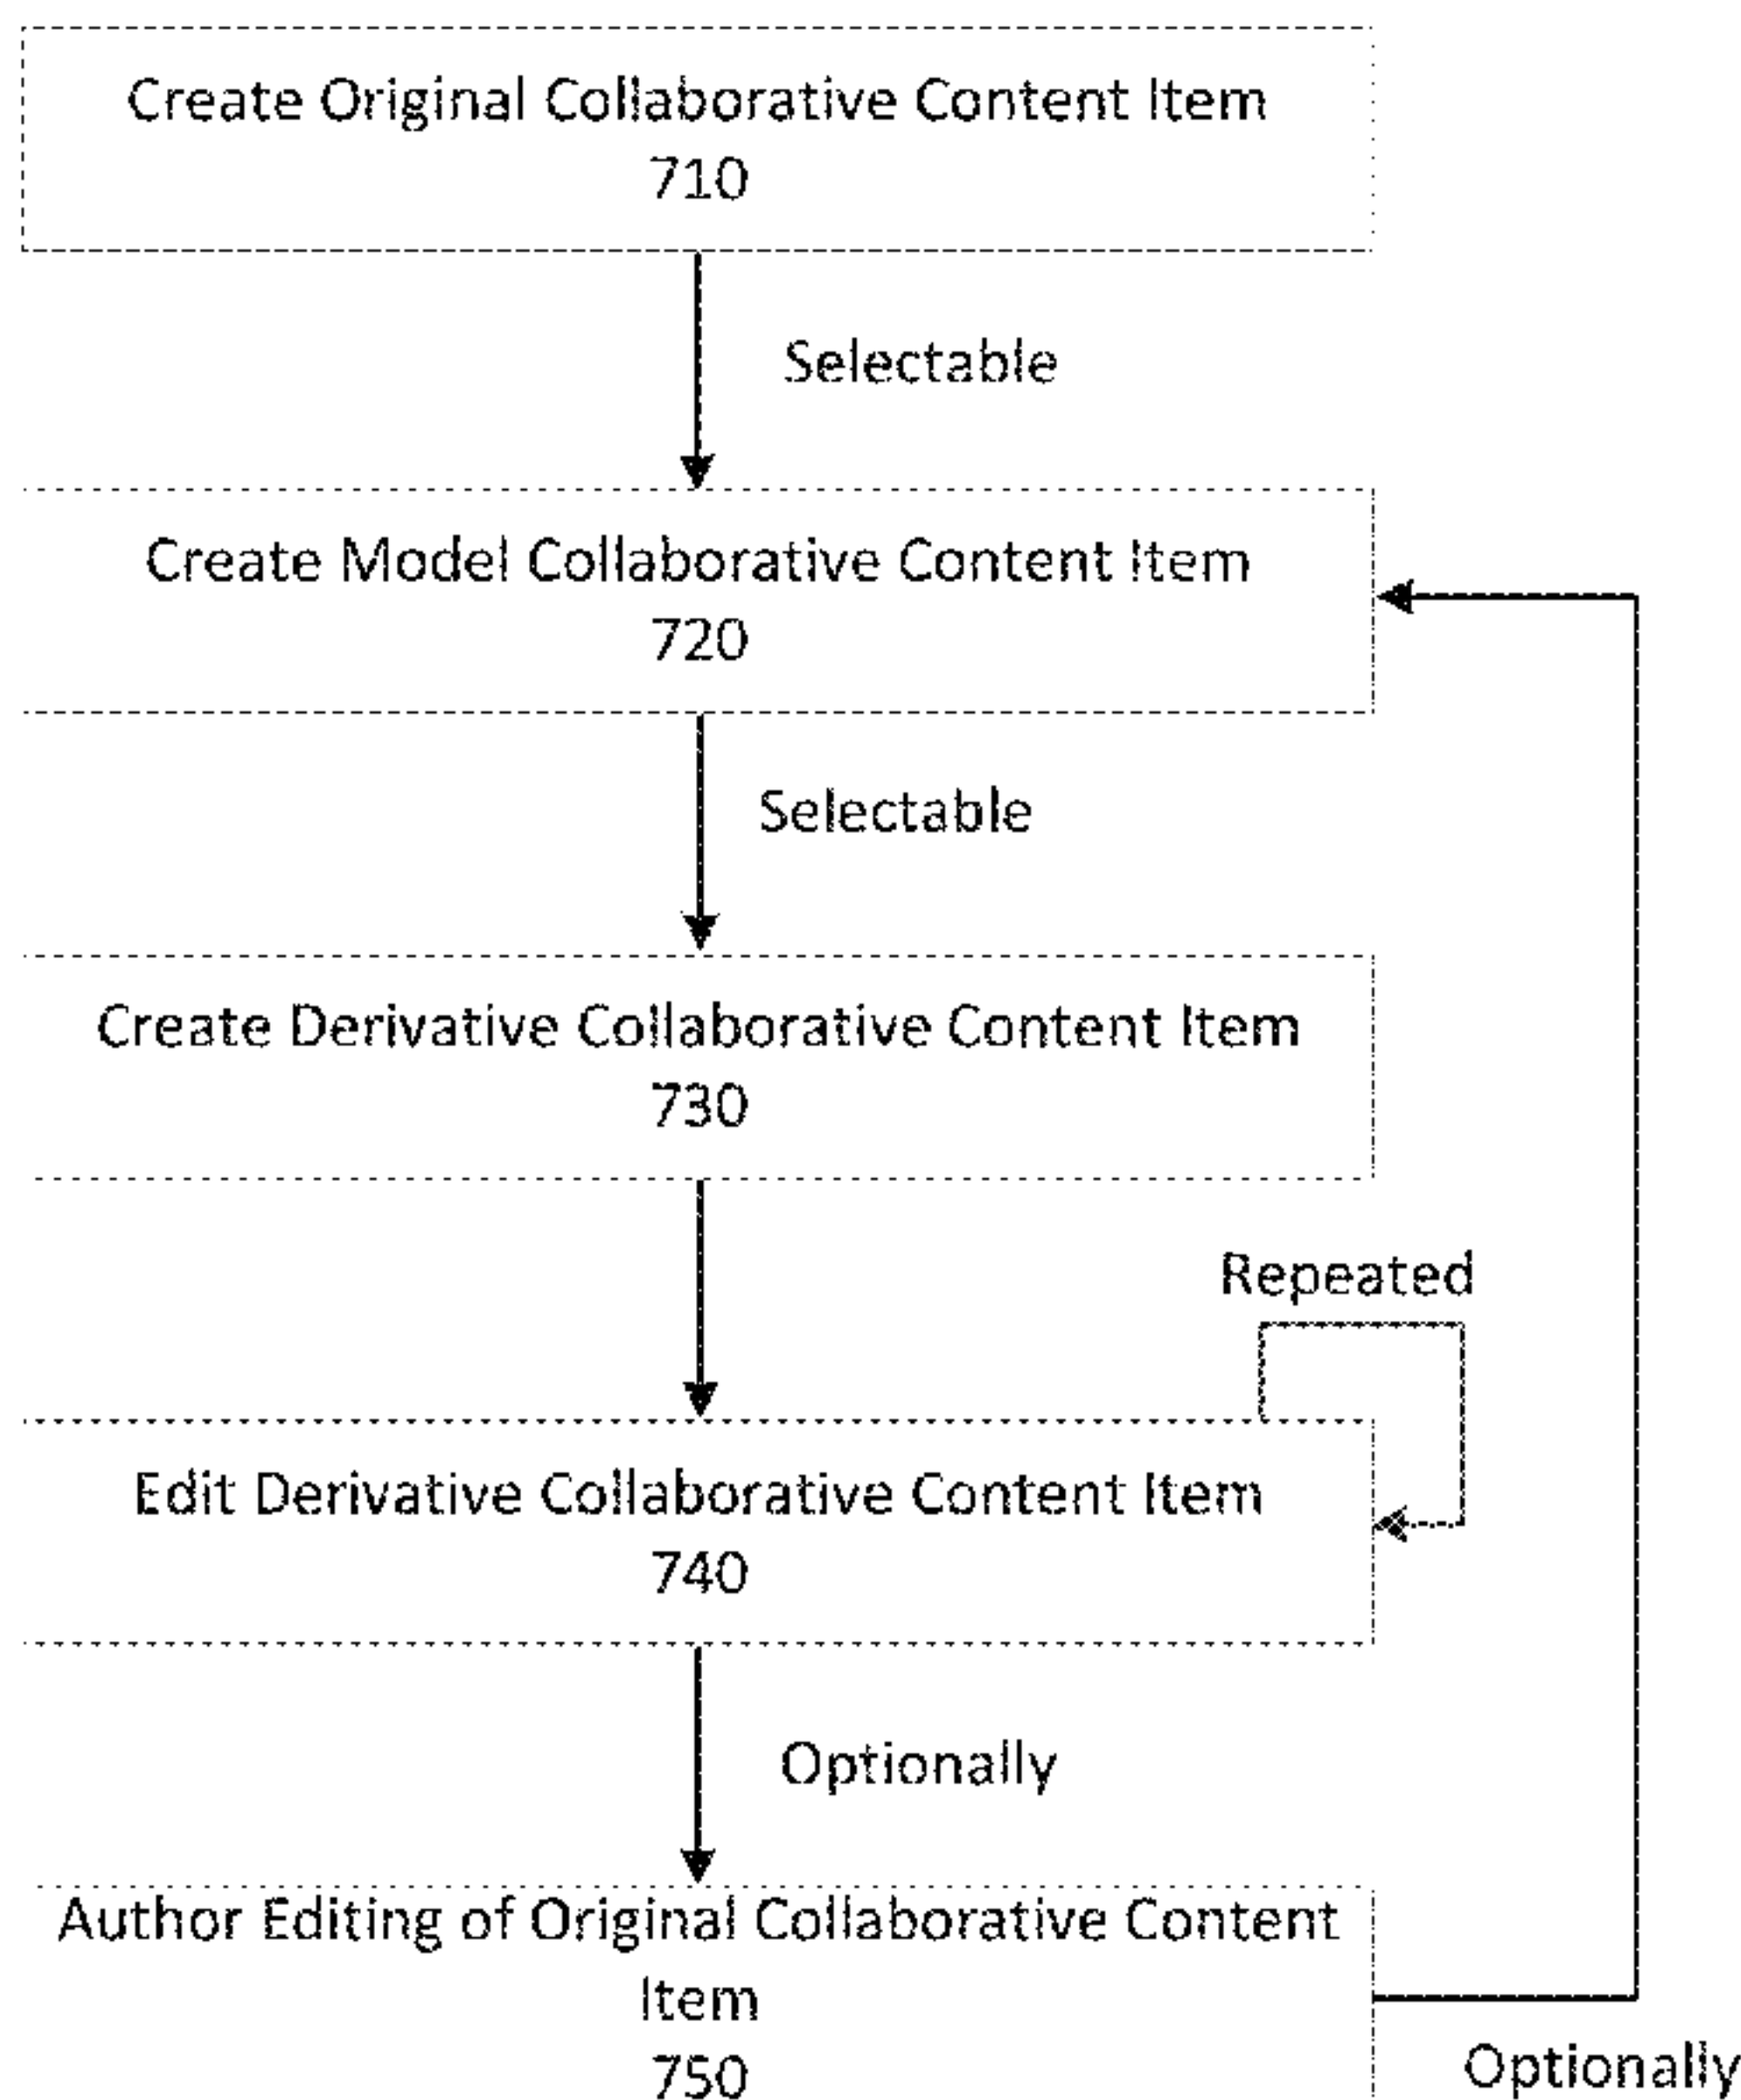 Create Original Collaborative Content Item
710
Selectable
Create Model Collaborative Content Item
720
Selectable
Create Derivative Collaborative Content Item
730
Repeated
Edit Derivative Collaborative Content Item
740
Optionally
Author Editing of Original Collaborative Content
Item
750
Optionally